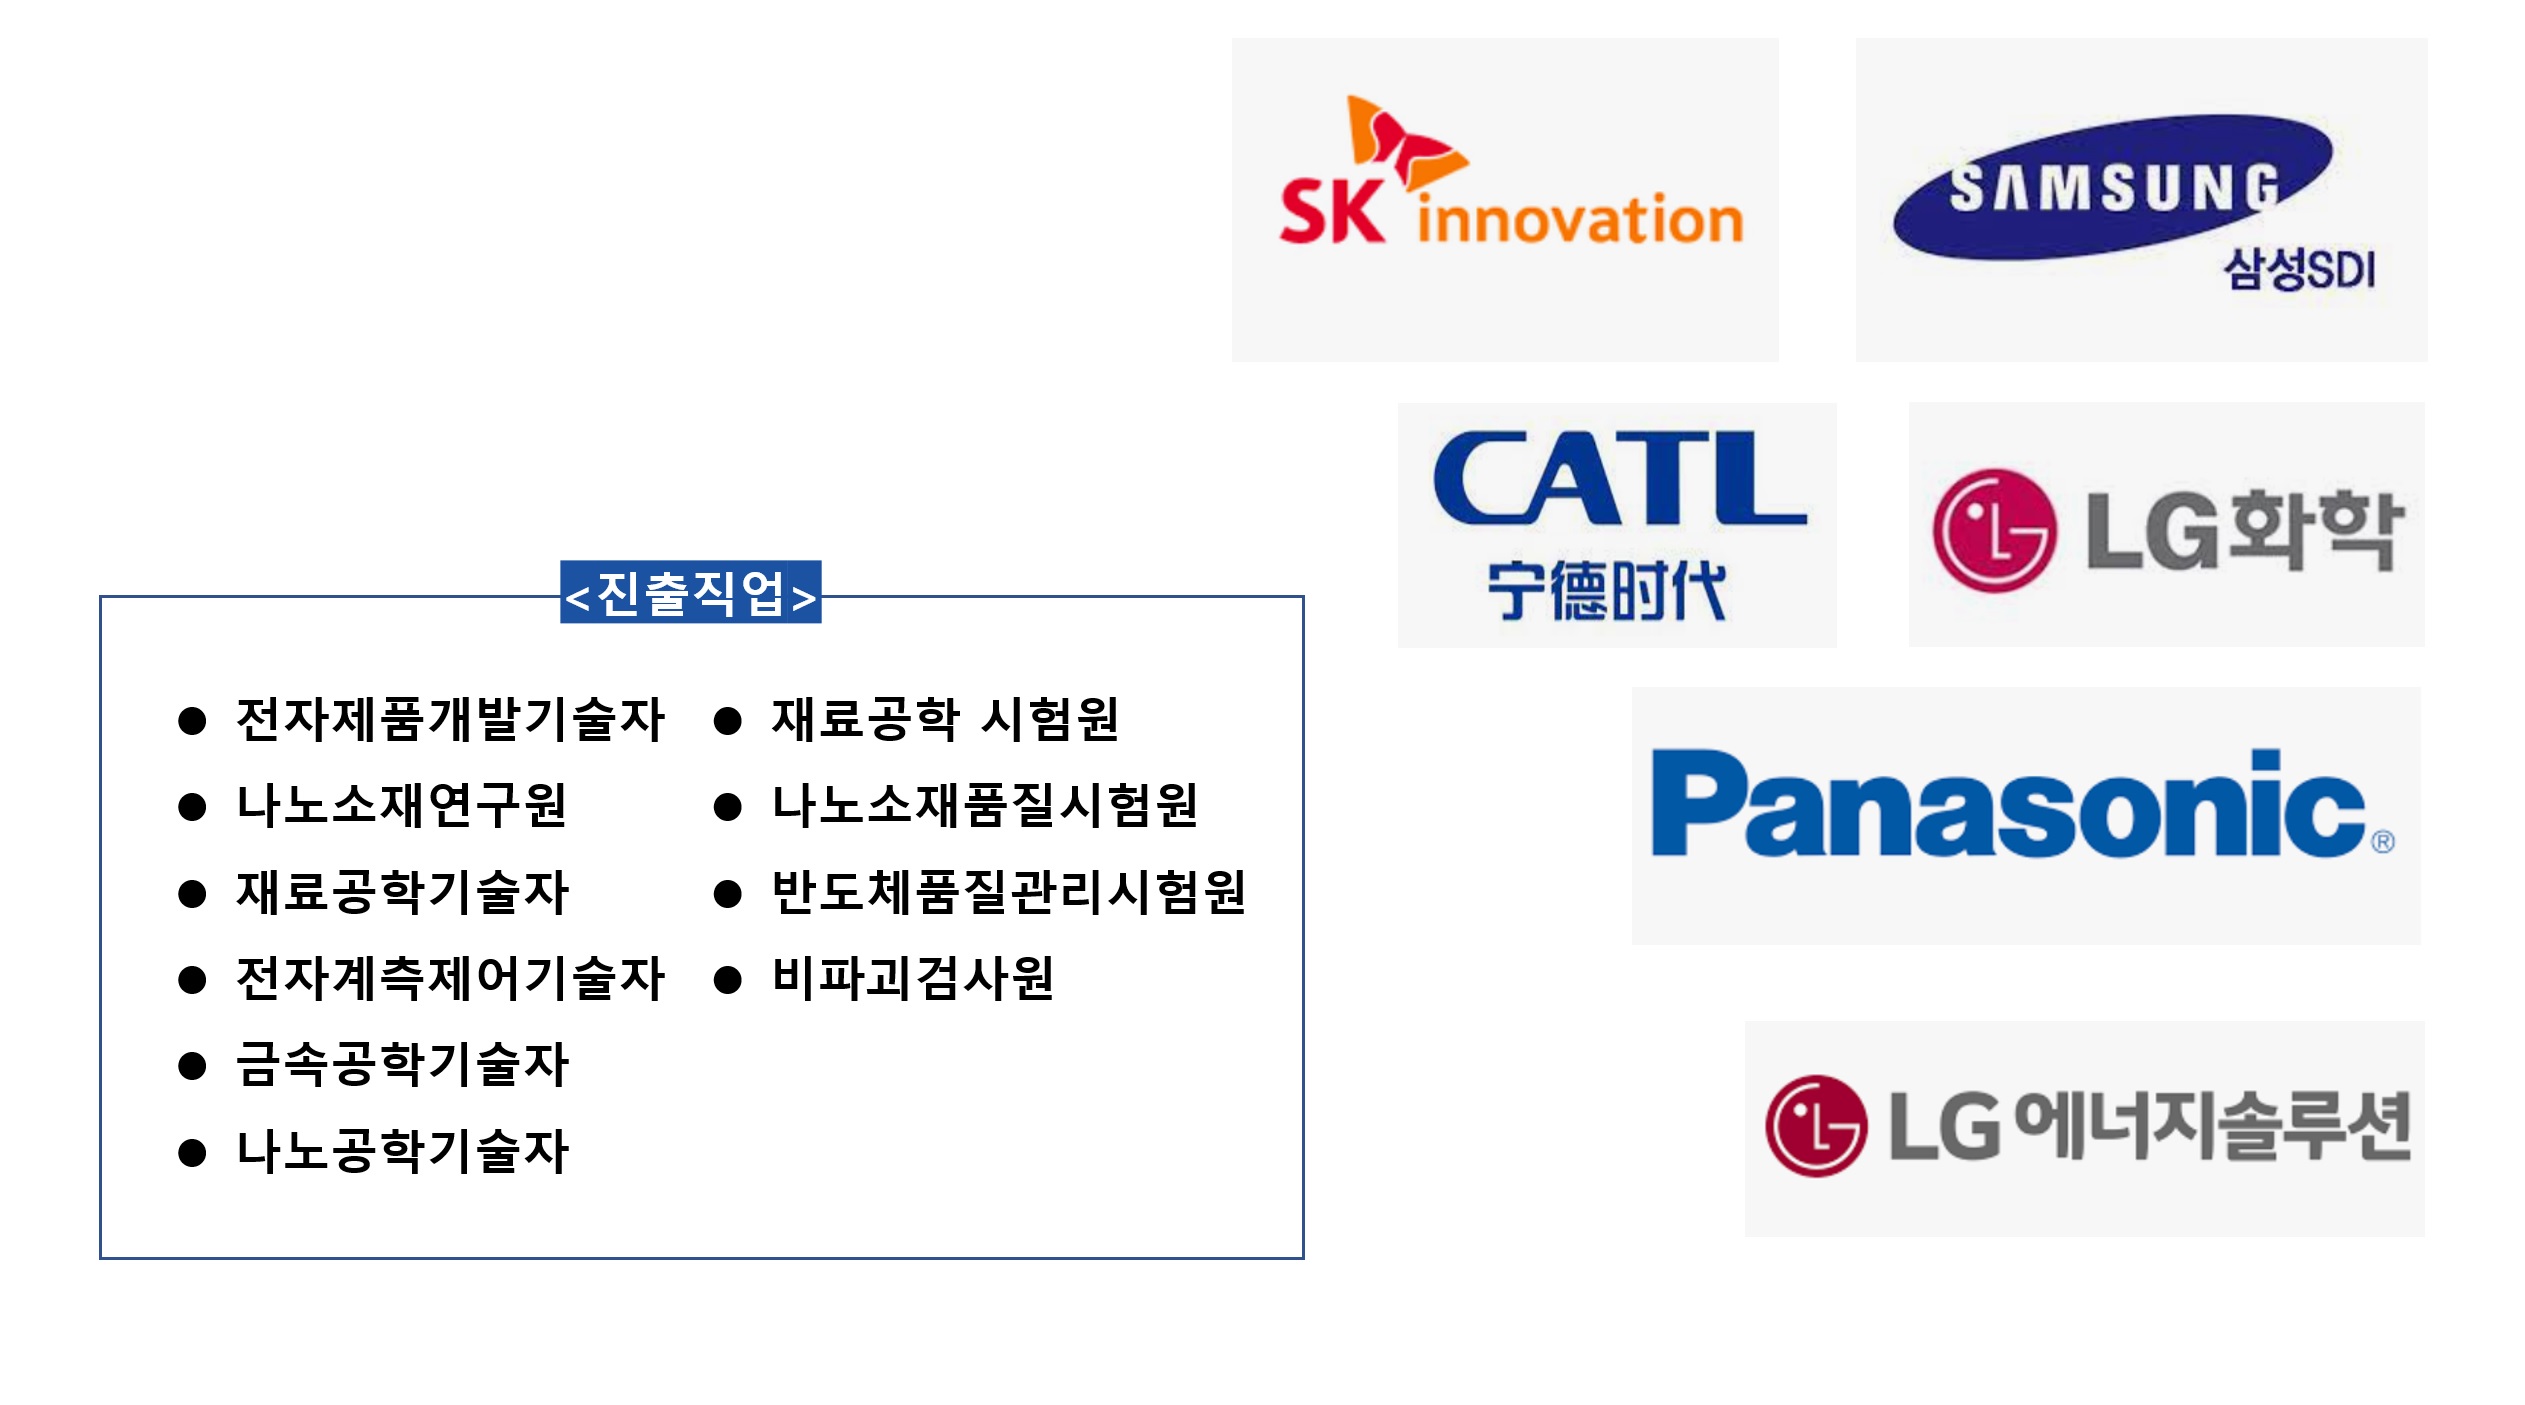 SK innovation
SAMSUNG
삼성SDI
CATL
宁德时代
LG화학
<진출직업>
● 전자제품개발기술자
● 나노소재연구원
● 재료공학기술자
● 전자계측제어기술자
● 금속공학기술자
● 나노공학기술자
● 재료공학 시험원
● 나노소재품질시험원
● 반도체품질관리시험원
● 비파괴검사원
Panasonic®
LG 에너지솔루션